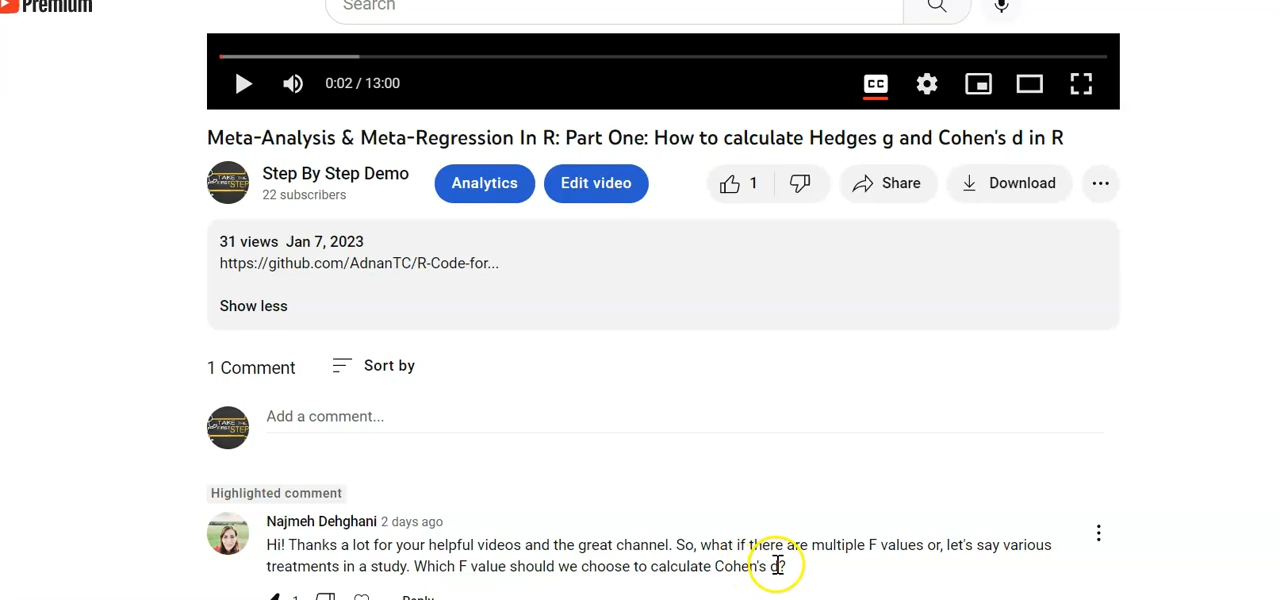 Premium
Search
0:02 / 13:00
CC
Meta-Analysis & Meta-Regression In R: Part One: How to calculate Hedges g and Cohen's d in R
Step By Step Demo
22 subscribers
Analytics
Edit video
1
Share
Download
31 views Jan 7, 2023
https://github.com/AdnanTC/R-Code-for...
Show less
1 Comment
Sort by
Add a comment...
Highlighted comment
Najmeh Dehghani 2 days ago
Hi! Thanks a lot for your helpful videos and the great channel. So, what if there are multiple F values or, let's say various
treatments in a study. Which F value should we choose to calculate Cohen's d?
1
Reply